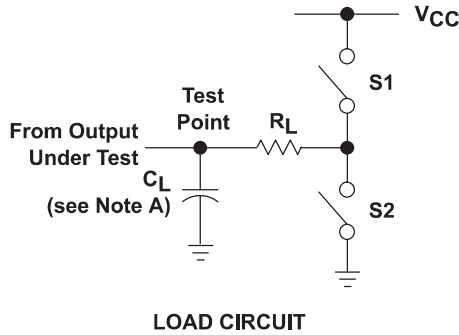 VCC
S1
Test
Point
RL
From Output
Under Test
CL
(see Note A)
S2
LOAD CIRCUIT